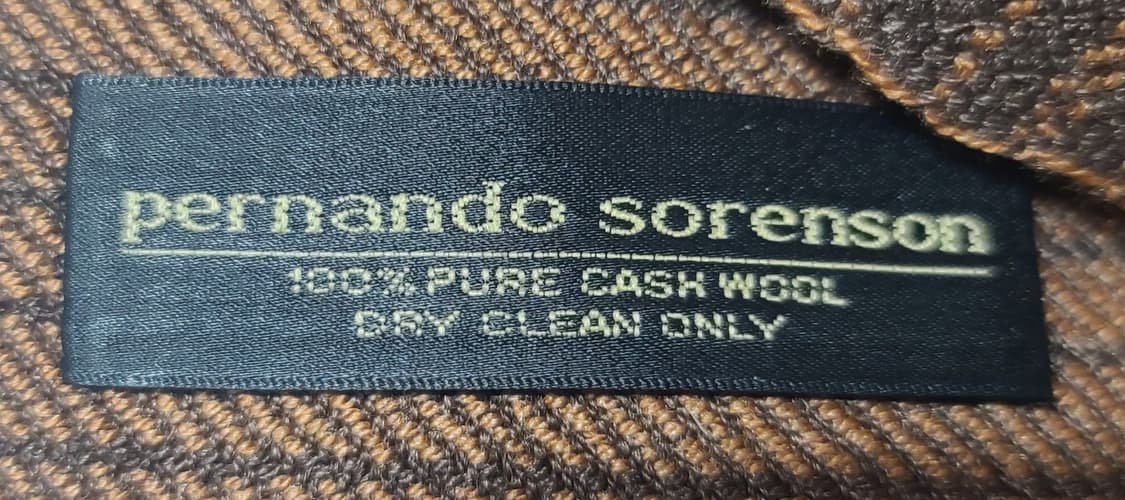 pernando sorenson
100% PURE CASH WOOL
DRY CLEAN ONLY